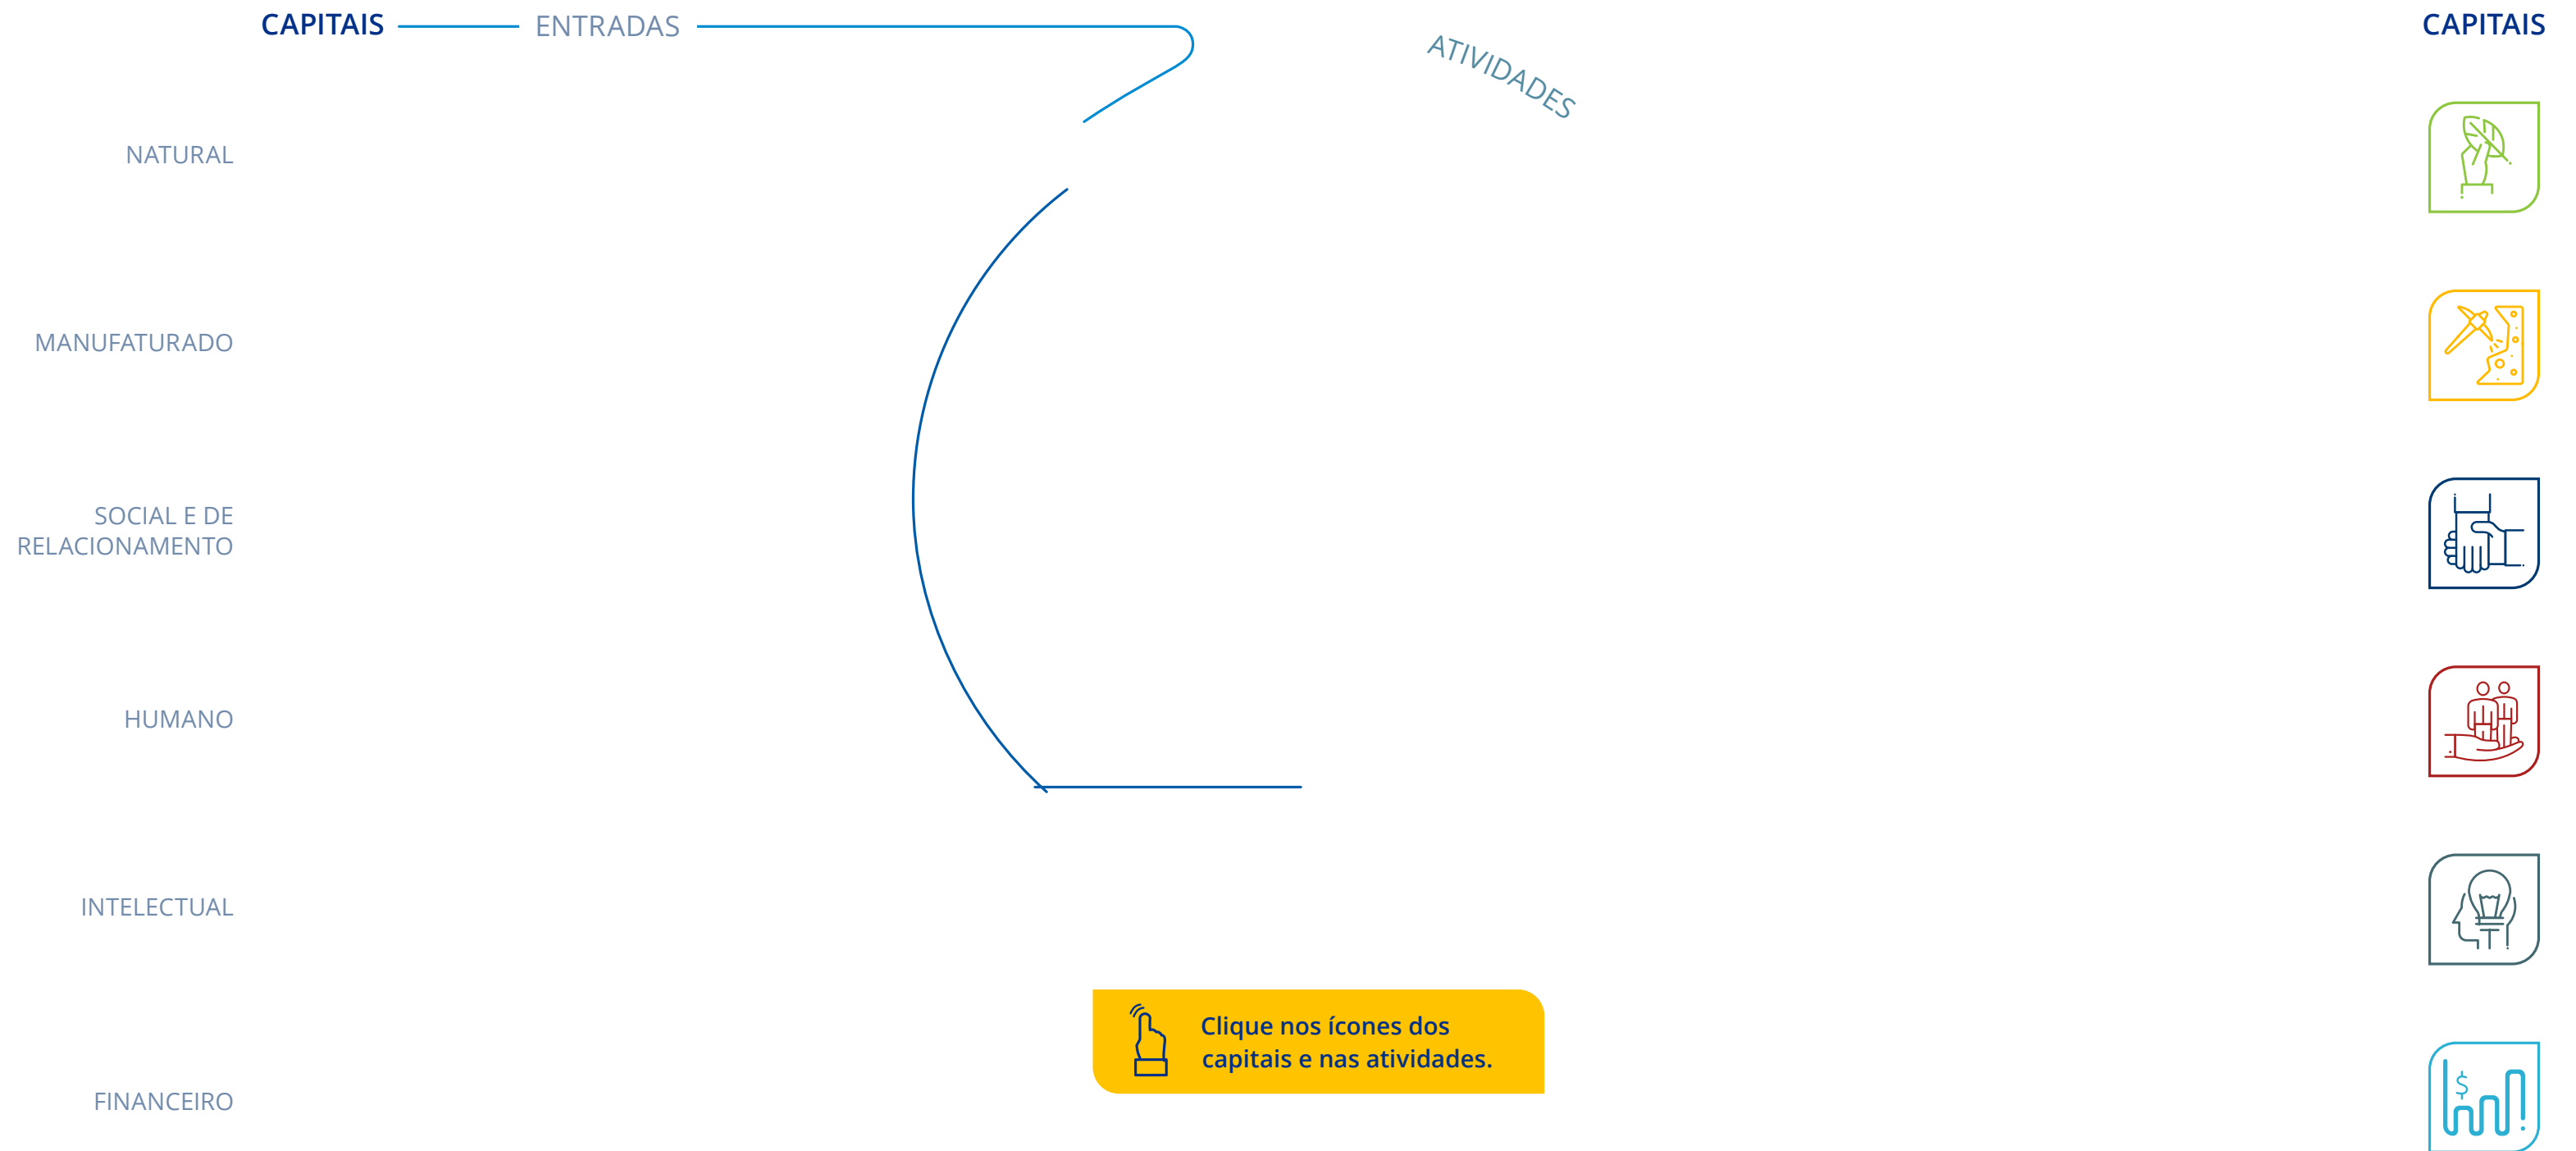 CAPITAIS
ENTRADAS
ATIVIDADES
CAPITAIS
NATURAL
MANUFATURADO
SOCIAL E DE
RELACIONAMENTO
HUMANO
INTELECTUAL
Clique nos ícones dos
capitais e nas atividades.
FINANCEIRO
$